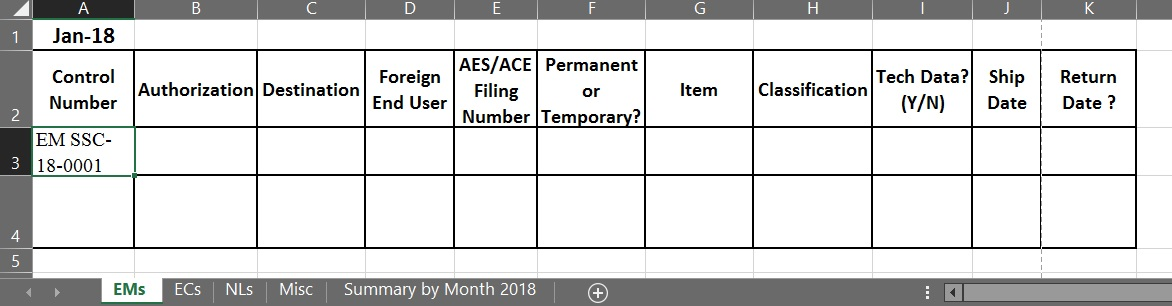 A B C D E F G H I J K
1 Jan-18
2 Control Number Authorization Destination Foreign End User AES/ACE Filing Number Permanent or Temporary? Item Classification Tech Data? (Y/N) Ship Date Return Date ?
3 EM SSC-
18-0001
4
5
EMs ECs NLs Misc Summary by Month 2018